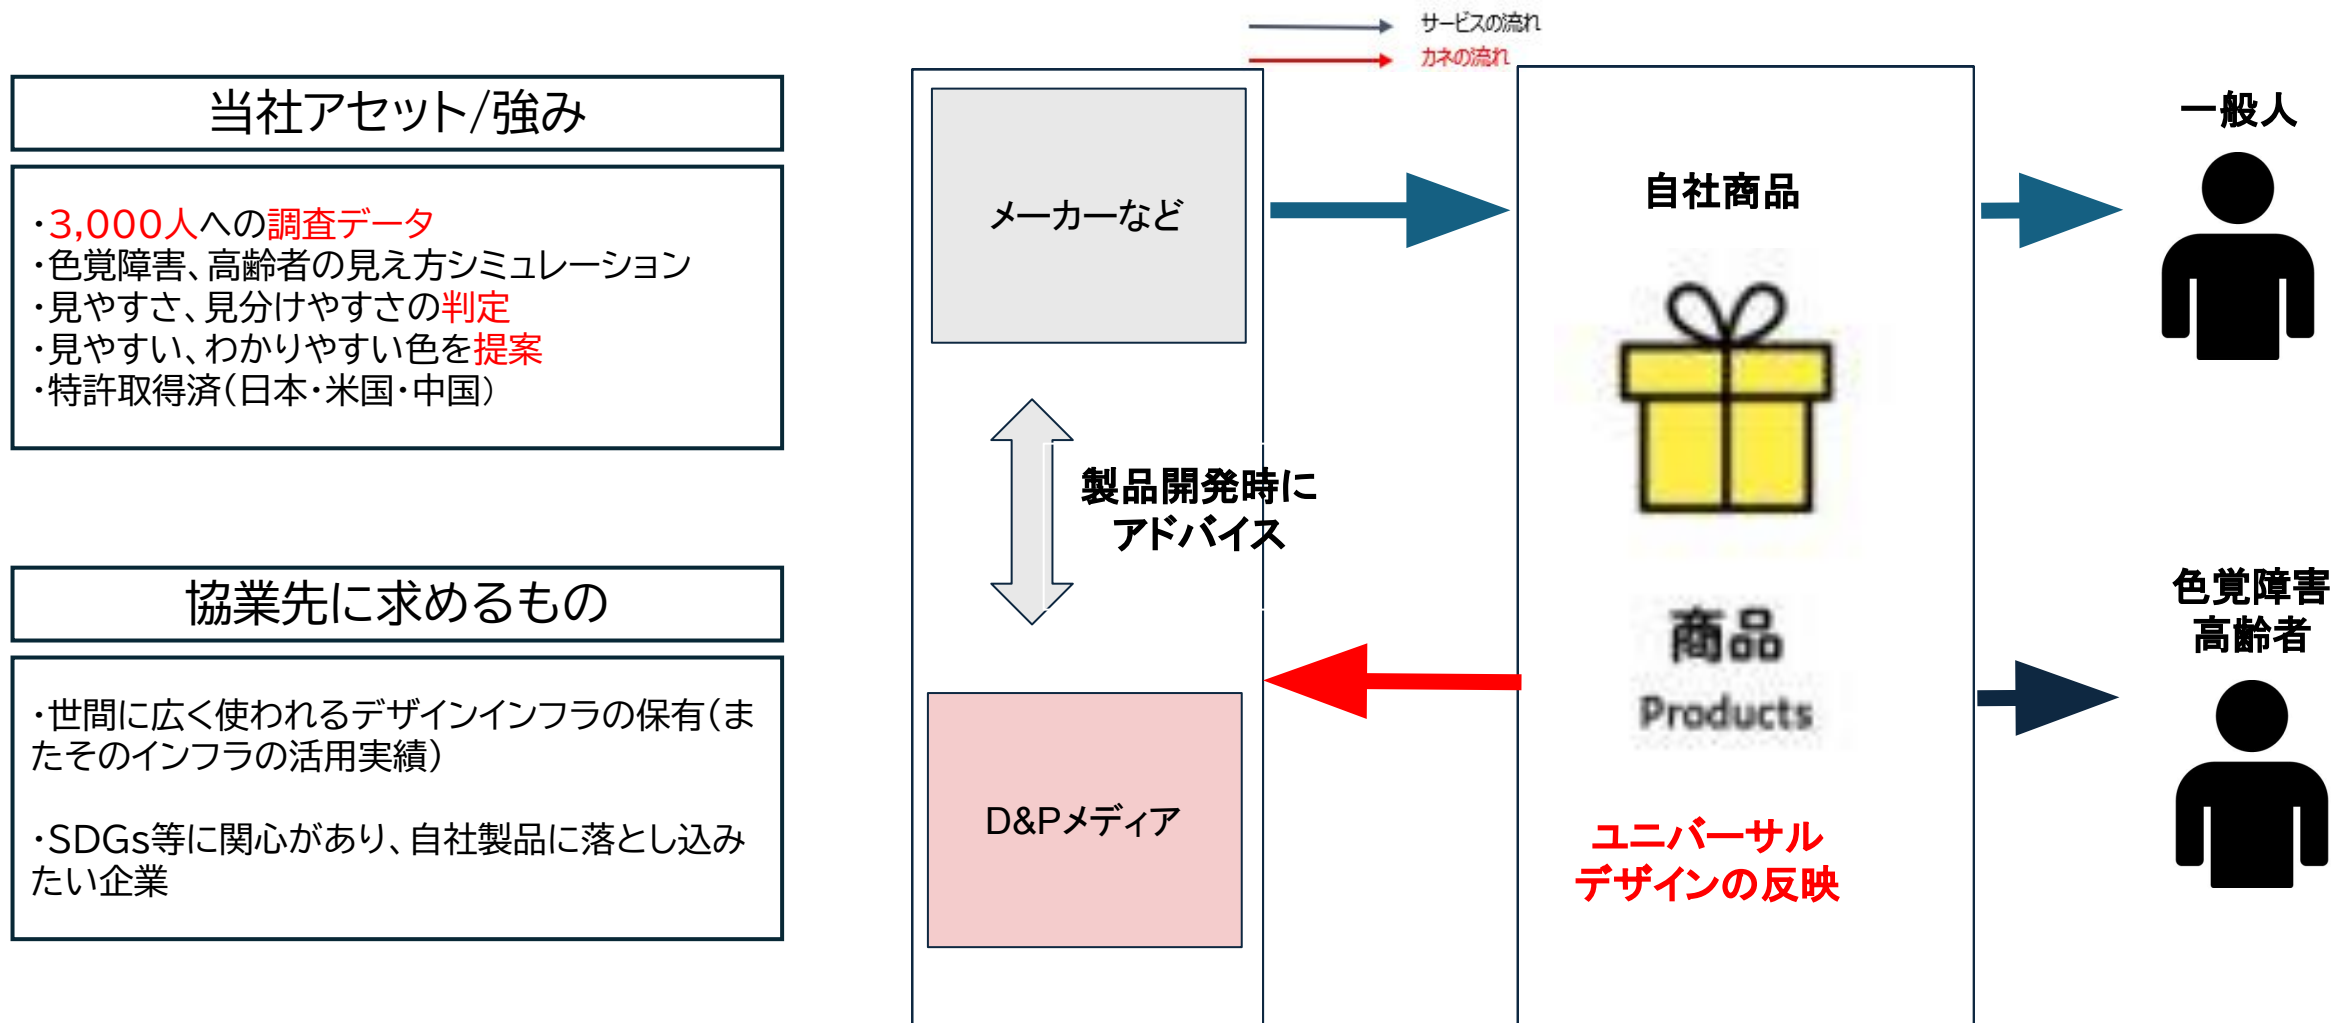 サービスの流れ
カネの流れ
当社アセット/強み
・3,000人への調査データ
・色覚障害、高齢者の見え方シミュレーション
・見やすさ、見分けやすさの判定
・見やすい、わかりやすい色を提案
・特許取得済(日本・米国・中国)
協業先に求めるもの
・世間に広く使われるデザインインフラの保有(ま
たそのインフラの活用実績)
・SDGs等に関心があり、自社製品に落とし込み
たい企業
メーカーなど
製品開発時に
アドバイス
D&Pメディア
自社商品
商品
Products
ユニバーサル
デザインの反映
一般人
色覚障害
高齢者